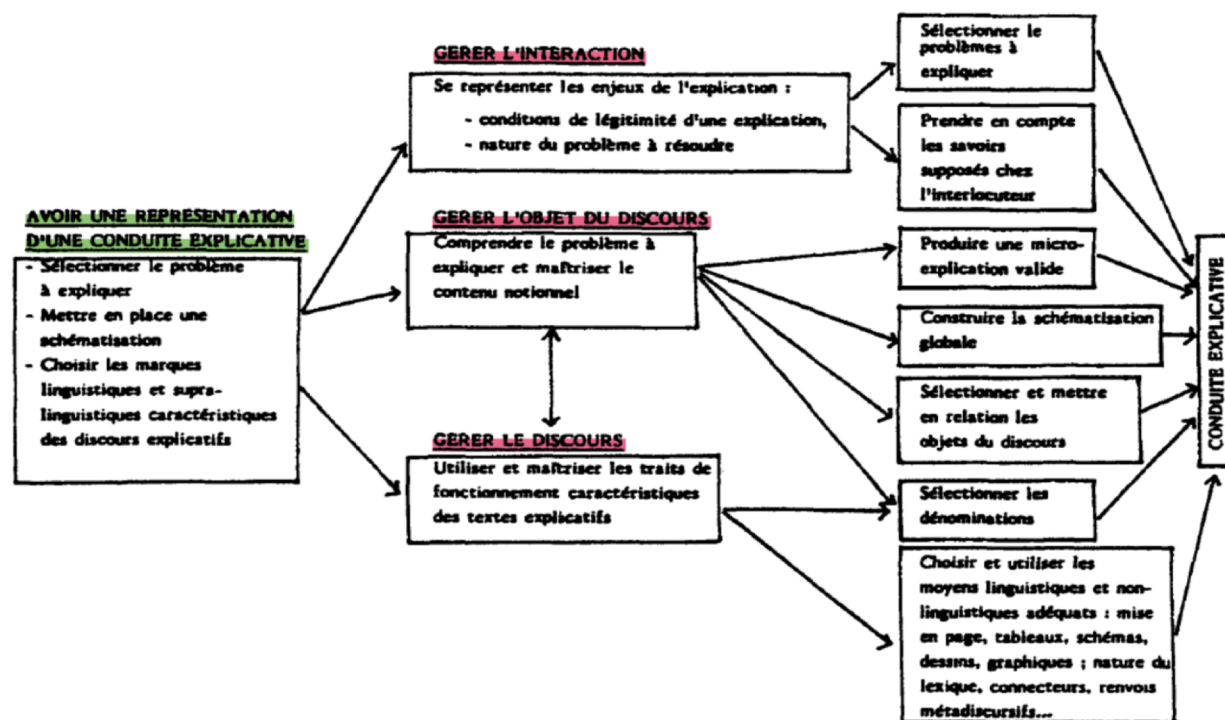 GERER L'INTERACTION
Se représenter les enjeux de l'explication :
- conditions de légitimité d'une explication,
- nature du problème à résoudre
AVOIR UNE REPRESENTATION
D'UNE CONDUITE EXPLICATIVE
- Sélectionner le problème
à expliquer
- Mettre en place une
schématisation
- Choisir les marques
linguistiques et supra-
linguistiques caractéristiques
des discours explicatifs
GERER L'OBJET DU DISCOURS
Comprendre le problème à
expliquer et maîtriser le
contenu notionnel
GERER LE DISCOURS
Utiliser et maîtriser les traits de
fonctionnement caractéristiques
des textes explicatifs
Sélectionner le
problèmes à
expliquer
Prendre en compte
les savoirs
supposés chez
l'interlocuteur
Produire une micro-
explication valide
Construire la schématisation
globale
Sélectionner et mettre
en relation les
objets du discours
Sélectionner les
dénominations
Choisir et utiliser les
moyens linguistiques et non-
linguistiques adéquats : mise
en page, tableaux, schémas,
dessins, graphiques ; nature du
lexique, connecteurs, renvois
métadiscursifs...
CONDUITE EXPLICATIVE